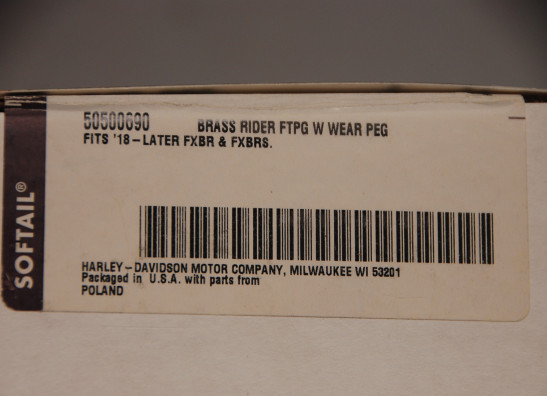 SOFTAIL®
50500690 BRASS RIDER FTPG W WEAR PEG
FITS '18-LATER FXBR & FXBRS.
HARLEY-DAVIDSON MOTOR COMPANY, MILWAUKEE WI 53201
Packaged in U.S.A. with parts from
POLAND